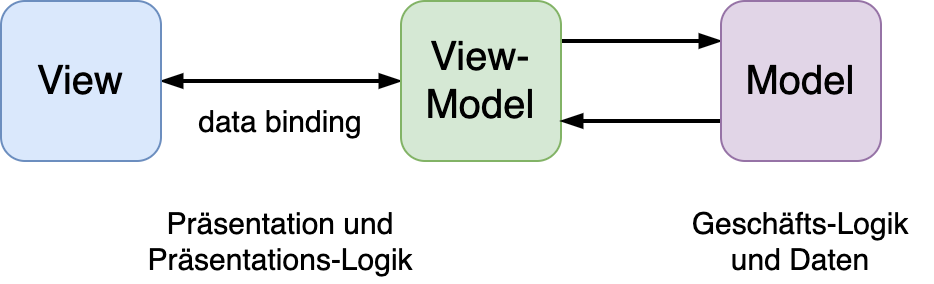 View
View-
Model
Model
data binding
Präsentation und
Präsentations-Logik
Geschäfts-Logik
und Daten